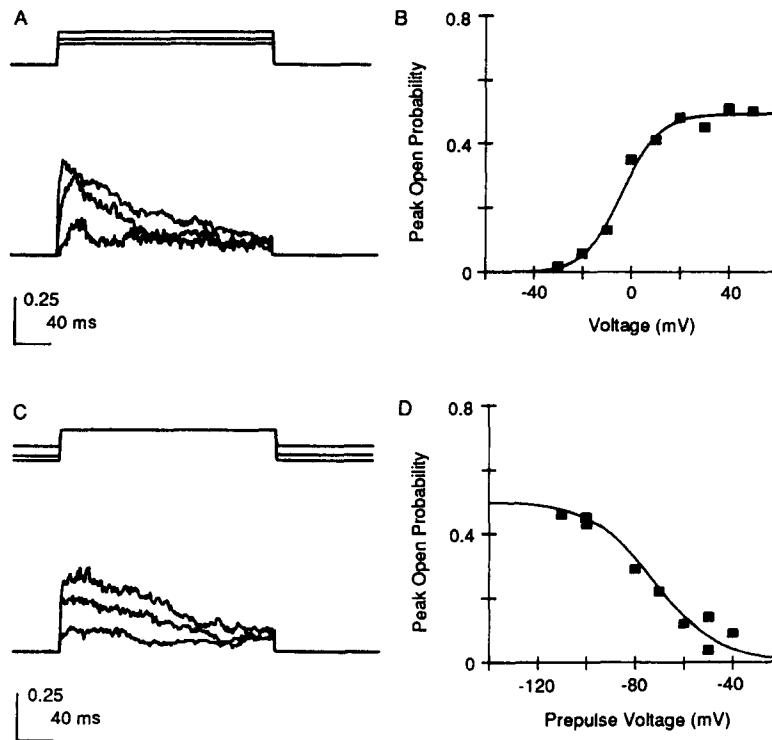 A
B
0.8
0.4
0
Peak Open Probability
-40
0
40
Voltage (mV)
0.25
40 ms
C
D
0.8
0.4
0
Peak Open Probability
-120
-80
-40
Prepulse Voltage (mV)
0.25
40 ms